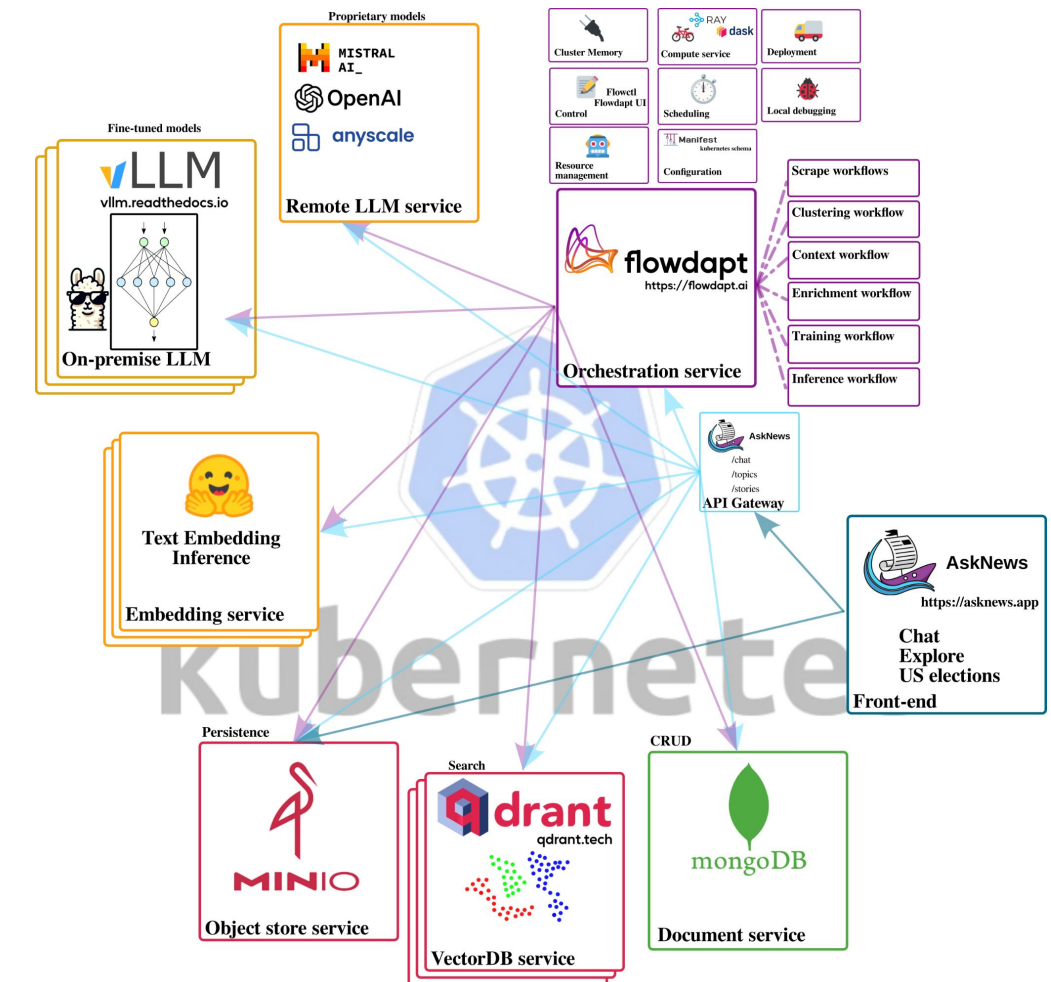 Proprietary models
MISTRAL
AI_
OpenAI
anyscale
Remote LLM service
Fine-tuned models
vLLM
vllm.readthedocs.io
On-premise LLM
Cluster Memory
RAY
dask
Compute service
Deployment
Flowctl
Flowdapt UI
Control
Scheduling
Local debugging
Resource
management
Manifest
kubernetes schema
Configuration
flowdapt
https://flowdapt.ai
Orchestration service
Scrape workflows
Clustering workflow
Context workflow
Enrichment workflow
Training workflow
Inference workflow
AskNews
/chat
/topics
/stories
API Gateway
Text Embedding
Inference
Embedding service
AskNews
https://asknews.app
Chat
Explore
US elections
Front-end
kubernete
Persistence
MINIO
Object store service
Search
qdrant
qdrant.tech
VectorDB service
CRUD
mongoDB
Document service